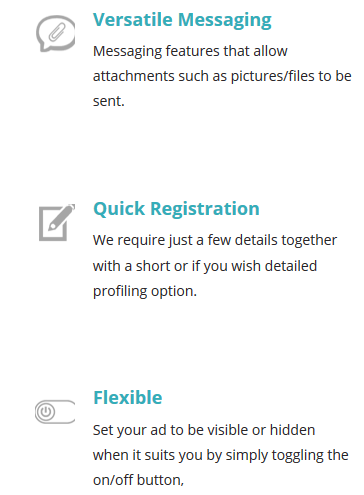 Versatile Messaging
Messaging features that allow
attachments such as pictures/files to be
sent.
Quick Registration
We require just a few details together
with a short or if you wish detailed
profiling option.
Flexible
Set your ad to be visible or hidden
when it suits you by simply toggling the
on/off button,